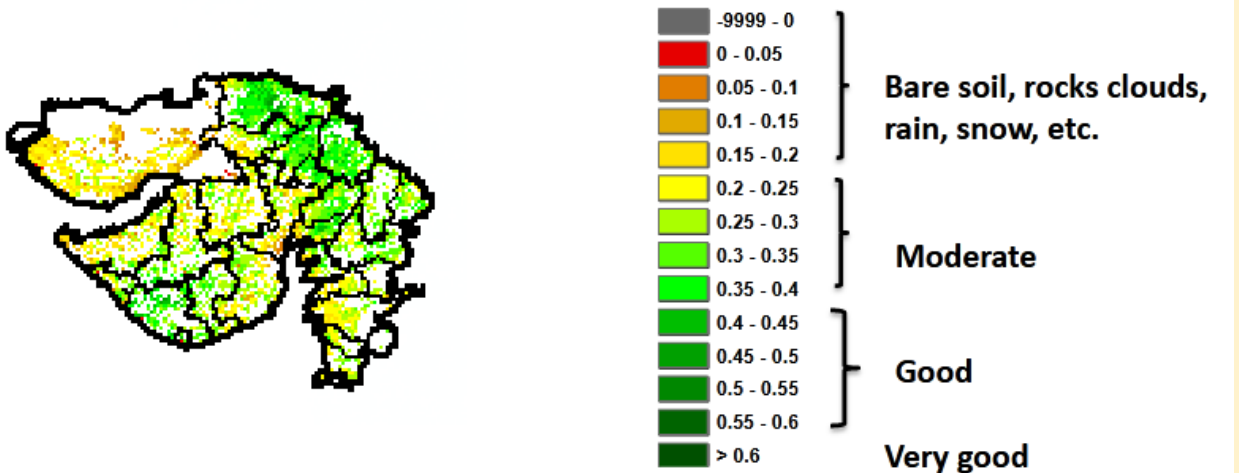 -9999 - 0
0 - 0.05
0.05 - 0.1
0.1 - 0.15
0.15 - 0.2
0.2 - 0.25
0.25 - 0.3
0.3 - 0.35
0.35 - 0.4
0.4 - 0.45
0.45 - 0.5
0.5 - 0.55
0.55 - 0.6
> 0.6
Bare soil, rocks clouds,
rain, snow, etc.
Moderate
Good
Very good